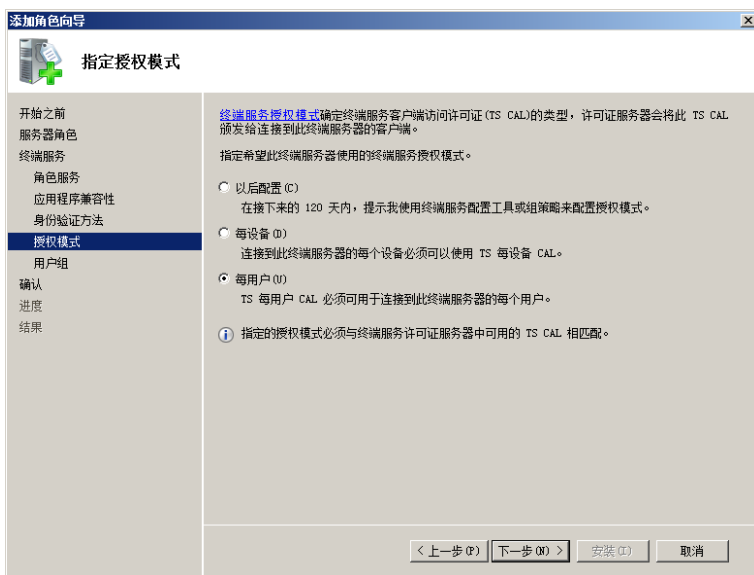 添加角色向导
指定授权模式
开始之前
服务器角色
终端服务
角色服务
应用程序兼容性
身份验证方法
授权模式
用户组
确认
进度
结果
终端服务授权模式确定终端服务客户端访问许可证(TS CAL)的类型，许可证服务器会将此 TS CAL
颁发给连接到此终端服务器的客户端。
指定希望此终端服务器使用的终端服务授权模式。
以后配置(C)
在接下来的 120 天内，提示我使用终端服务配置工具或组策略来配置授权模式。
每设备(D)
连接到此终端服务器的每个设备必须可以使用 TS 每设备 CAL。
每用户(U)
TS 每用户 CAL 必须可用于连接到此终端服务器的每个用户。
指定的授权模式必须与终端服务许可证服务器中可用的 TS CAL 相匹配。
< 上一步(P) 下一步(N) > 安装(I) 取消